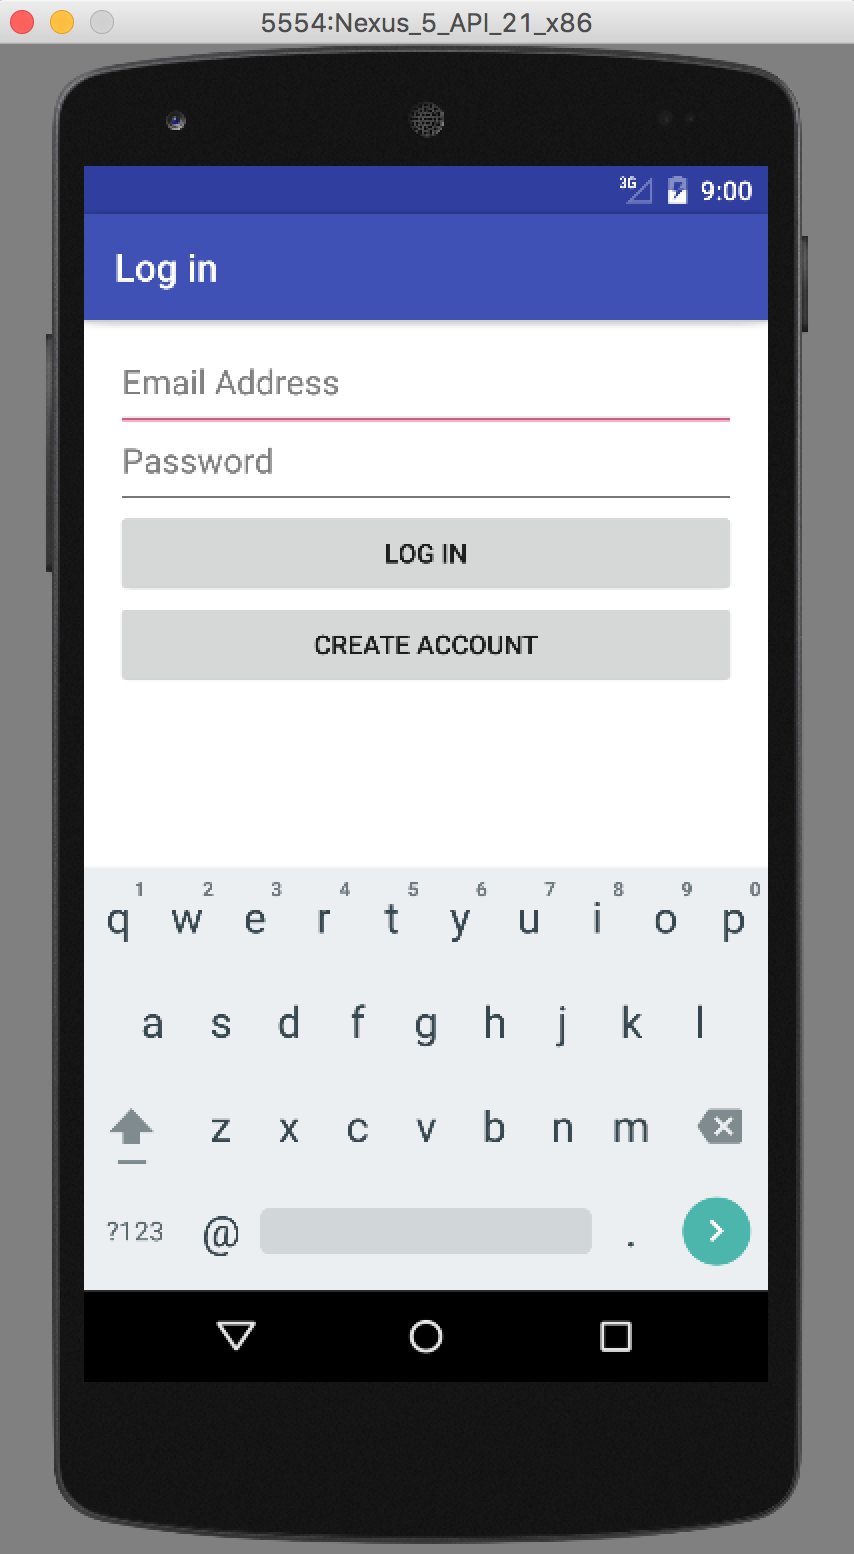 5554:Nexus_5_API_21_x86
3G 9:00
Log in
Email Address
Password
LOG IN
CREATE ACCOUNT
1 2 3 4 5 6 7 8 9 0
q w e r t y u i o p
a s d f g h j k l
z x c v b n m
?123 @ .